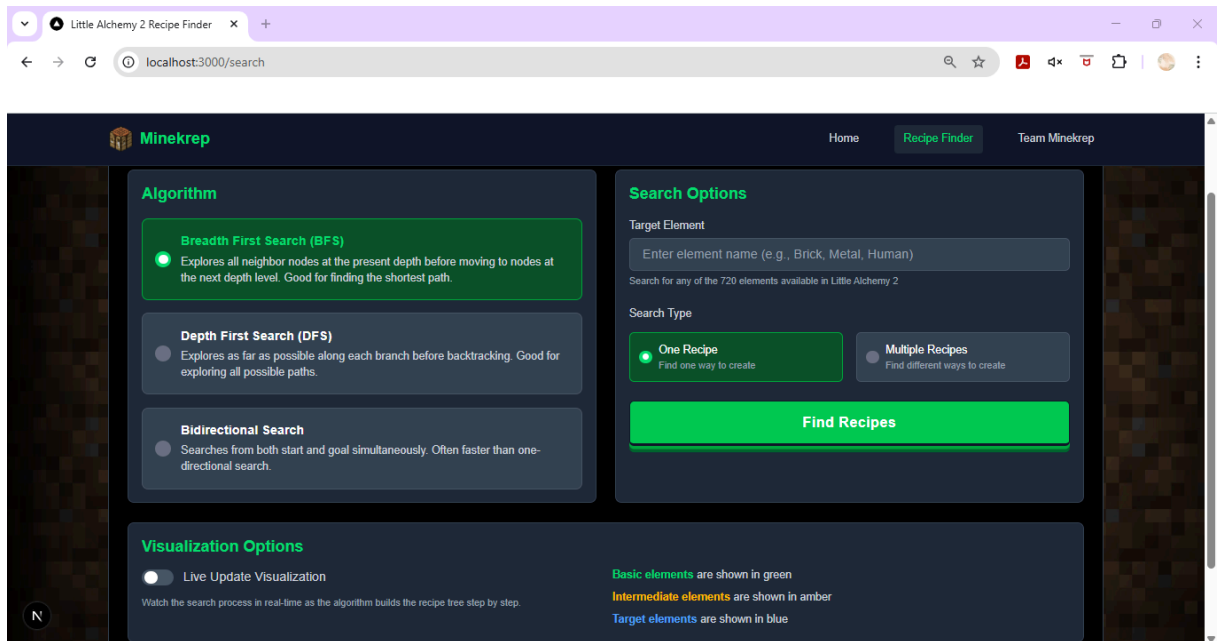 Little Alchemy 2 Recipe Finder
localhost:3000/search
Minekrep
Home
Recipe Finder
Team Minekrep
Algorithm
Breadth First Search (BFS)
Explores all neighbor nodes at the present depth before moving to nodes at
the next depth level. Good for finding the shortest path.
Depth First Search (DFS)
Explores as far as possible along each branch before backtracking. Good for
exploring all possible paths.
Bidirectional Search
Searches from both start and goal simultaneously. Often faster than one-
directional search.
Search Options
Target Element
Enter element name (e.g., Brick, Metal, Human)
Search for any of the 720 elements available in Little Alchemy 2
Search Type
One Recipe
Find one way to create
Multiple Recipes
Find different ways to create
Find Recipes
Visualization Options
Live Update Visualization
Watch the search process in real-time as the algorithm builds the recipe tree step by step.
Basic elements are shown in green
Intermediate elements are shown in amber
Target elements are shown in blue
N